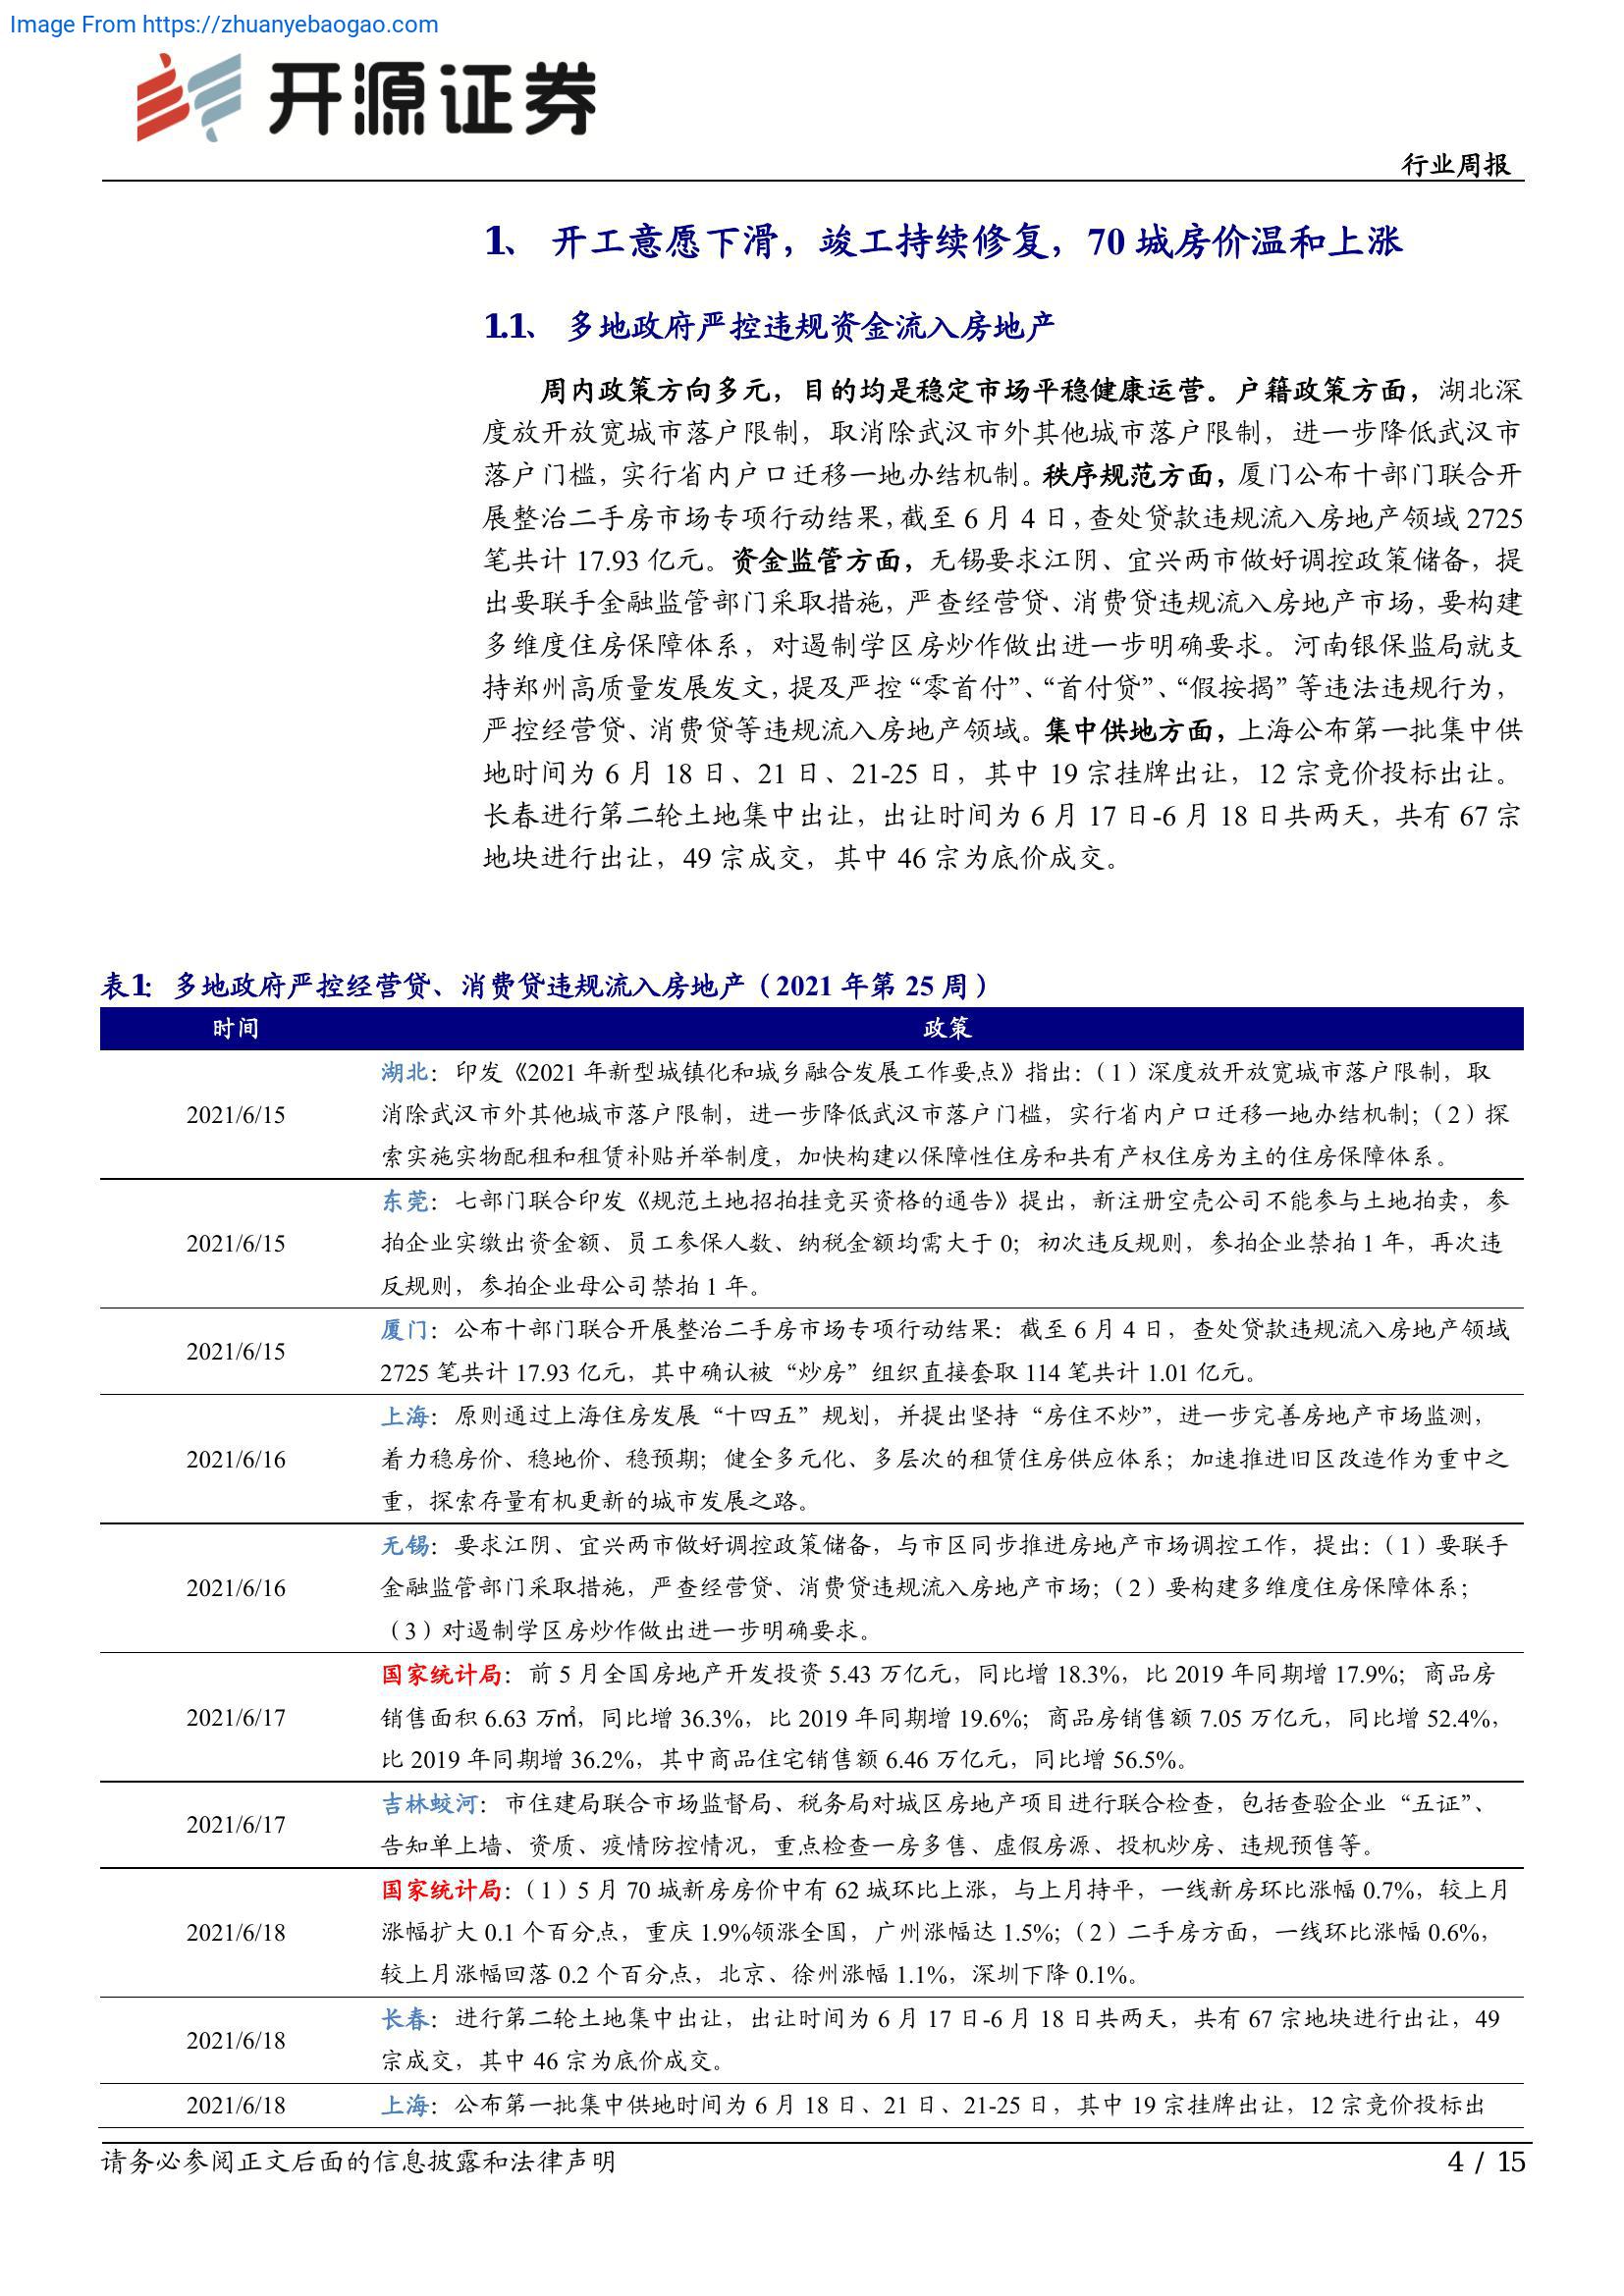 Image From https://zhuanyebaogao.com
开源证券
行业周报
1、 开工意愿下滑，竣工持续修复，70 城房价温和上涨
1.1、 多地政府严控违规资金流入房地产
周内政策方向多元，目的均是稳定市场平稳健康运营。户籍政策方面，湖北深
度放开放宽城市落户限制，取消除武汉市外其他城市落户限制，进一步降低武汉市
落户门槛，实行省内户口迁移一地办结机制。秩序规范方面，厦门公布十部门联合开
展整治二手房市场专项行动结果，截至 6 月 4 日，查处贷款违规流入房地产领域 2725
笔共计 17.93 亿元。资金监管方面，无锡要求江阴、宜兴两市做好调控政策储备，提
出要联手金融监管部门采取措施，严查经营贷、消费贷违规流入房地产市场，要构建
多维度住房保障体系，对遏制学区房炒作做出进一步明确要求。河南银保监局就支
持郑州高质量发展发文，提及严控“零首付”、“首付贷”、“假按揭”等违法违规行为，
严控经营贷、消费贷等违规流入房地产领域。集中供地方面，上海公布第一批集中供
地时间为 6 月 18 日、21 日、21-25 日，其中 19 宗挂牌出让，12 宗竞价投标出让。
长春进行第二轮土地集中出让，出让时间为 6 月 17 日-6 月 18 日共两天，共有 67 宗
地块进行出让，49 宗成交，其中 46 宗为底价成交。
表1： 多地政府严控经营贷、消费贷违规流入房地产（2021 年第 25 周）
时间 政策
湖北：印发《2021 年新型城镇化和城乡融合发展工作要点》指出：（1）深度放开放宽城市落户限制，取
2021/6/15 消除武汉市外其他城市落户限制，进一步降低武汉市落户门槛，实行省内户口迁移一地办结机制；（2）探
索实施实物配租和租赁补贴并举制度，加快构建以保障性住房和共有产权住房为主的住房保障体系。
东莞：七部门联合印发《规范土地招拍挂竞买资格的通告》提出，新注册空壳公司不能参与土地拍卖，参
2021/6/15 拍企业实缴出资金额、员工参保人数、纳税金额均需大于 0；初次违反规则，参拍企业禁拍 1 年，再次违
反规则，参拍企业母公司禁拍 1 年。
2021/6/15 厦门：公布十部门联合开展整治二手房市场专项行动结果：截至 6 月 4 日，查处贷款违规流入房地产领域
2725 笔共计 17.93 亿元，其中确认被“炒房”组织直接套取 114 笔共计 1.01 亿元。
上海：原则通过上海住房发展“十四五”规划，并提出坚持“房住不炒”，进一步完善房地产市场监测，
2021/6/16 着力稳房价、稳地价、稳预期；健全多元化、多层次的租赁住房供应体系；加速推进旧区改造作为重中之
重，探索存量有机更新的城市发展之路。
无锡：要求江阴、宜兴两市做好调控政策储备，与市区同步推进房地产市场调控工作，提出：（1）要联手
2021/6/16 金融监管部门采取措施，严查经营贷、消费贷违规流入房地产市场；（2）要构建多维度住房保障体系；
（3）对遏制学区房炒作做出进一步明确要求。
国家统计局：前 5 月全国房地产开发投资 5.43 万亿元，同比增 18.3%，比 2019 年同期增 17.9%；商品房
2021/6/17 销售面积 6.63 万㎡，同比增 36.3%，比 2019 年同期增 19.6%；商品房销售额 7.05 万亿元，同比增 52.4%，
比 2019 年同期增 36.2%，其中商品住宅销售额 6.46 万亿元，同比增 56.5%。
2021/6/17 吉林蛟河：市住建局联合市场监督局、税务局对城区房地产项目进行联合检查，包括查验企业“五证”、
告知单上墙、资质、疫情防控情况，重点检查一房多售、虚假房源、投机炒房、违规预售等。
国家统计局：（1）5 月 70 城新房房价中有 62 城环比上涨，与上月持平，一线新房环比涨幅 0.7%，较上月
2021/6/18 涨幅扩大 0.1 个百分点，重庆 1.9%领涨全国，广州涨幅达 1.5%；（2）二手房方面，一线环比涨幅 0.6%，
较上月涨幅回落 0.2 个百分点，北京、徐州涨幅 1.1%，深圳下降 0.1%。
2021/6/18 长春：进行第二轮土地集中出让，出让时间为 6 月 17 日-6 月 18 日共两天，共有 67 宗地块进行出让，49
宗成交，其中 46 宗为底价成交。
2021/6/18 上海：公布第一批集中供地时间为 6 月 18 日、21 日、21-25 日，其中 19 宗挂牌出让，12 宗竞价投标出
请务必参阅正文后面的信息披露和法律声明 4 / 15